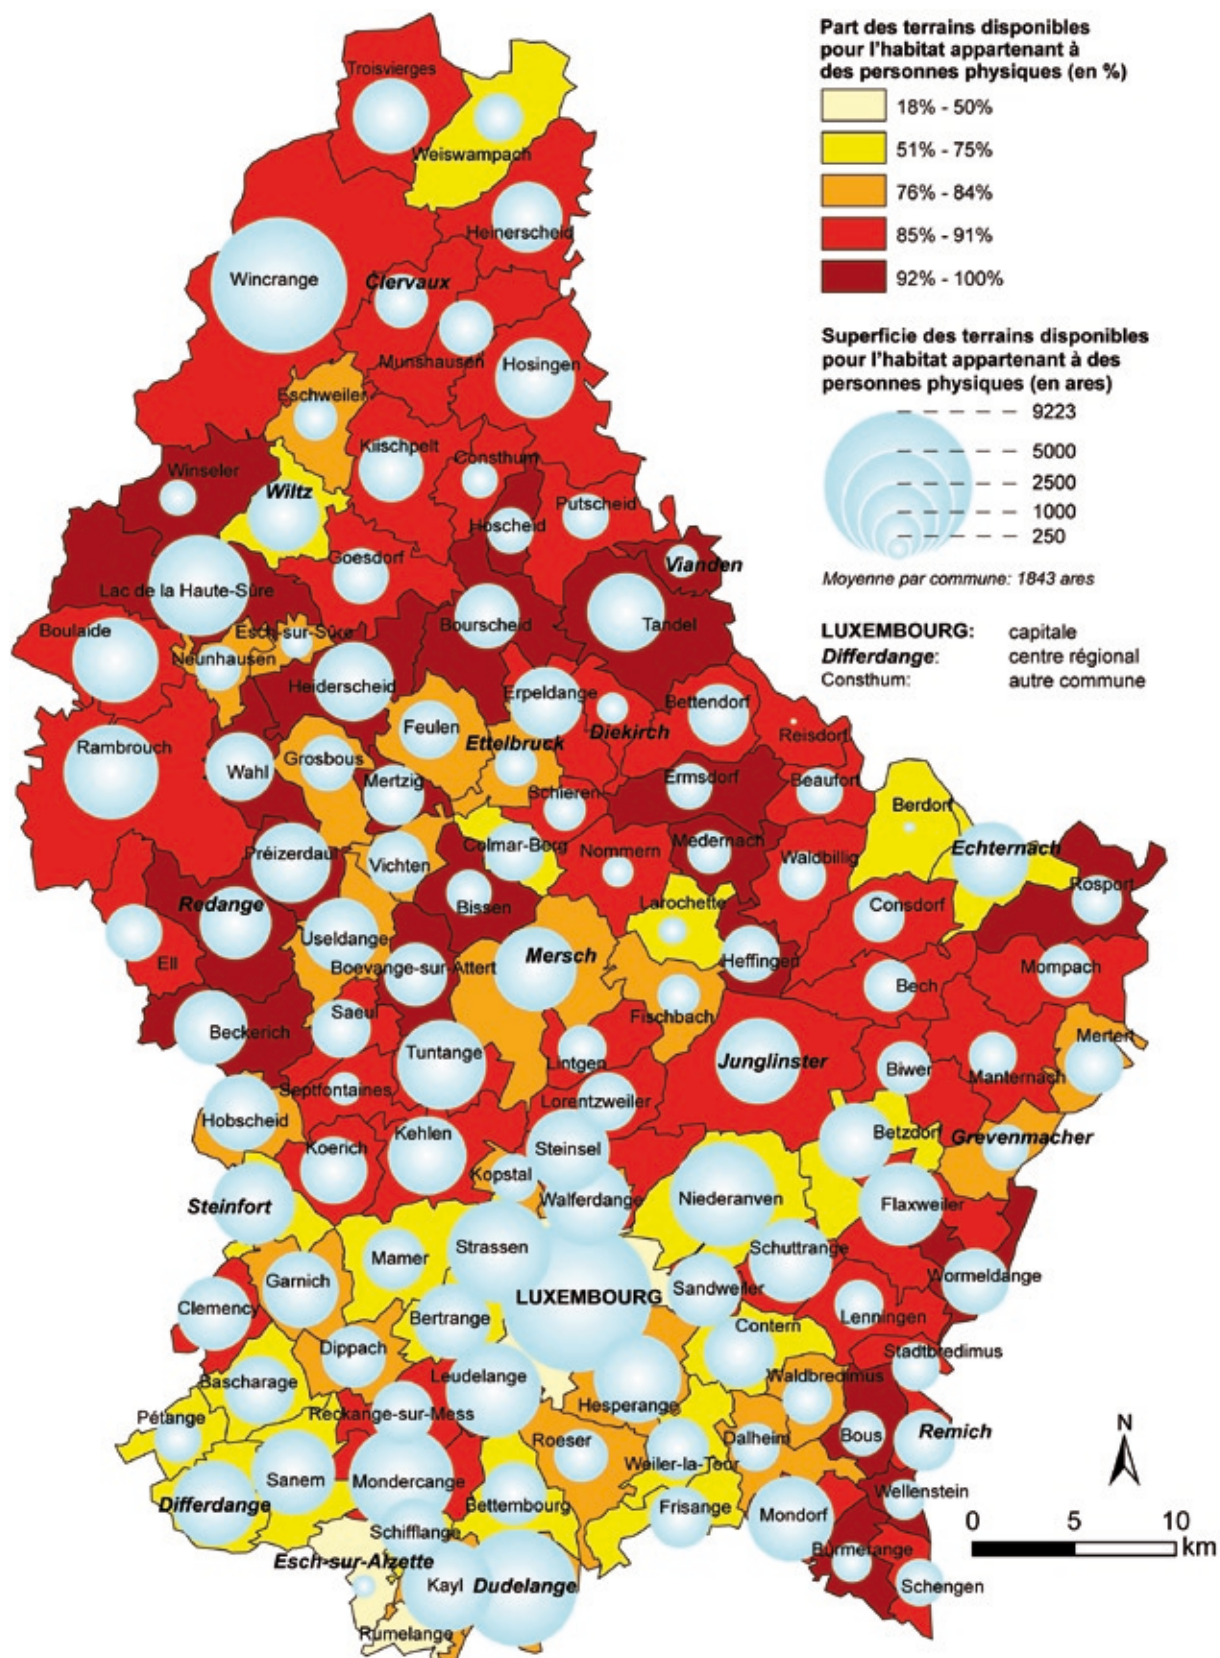 Part des terrains disponibles
pour l'habitat appartenant à
des personnes physiques (en %)
18% - 50%
51% - 75%
76% - 84%
85% - 91%
92% - 100%
Superficie des terrains disponibles
pour l'habitat appartenant à des
personnes physiques (en ares)
9223
5000
2500
1000
250
Moyenne par commune: 1843 ares
LUXEMBOURG: capitale
Differdange: centre régional
Consthum: autre commune
Troisvierges
Weiswampach
Heinerscheid
Wincrange
Clervaux
Munshausen
Hosingen
Eschweiler
Kiischpelt
Consthum
Winseler
Wiltz
Putscheid
Hoscheid
Goesdorf
Vianden
Lac de la Haute-Sûre
Bourscheid
Tandel
Boulaide
Esch-sur-Sûre
Neunhausen
Heiderscheid
Erpeldange
Bettendorf
Feulen
Diekirch
Reisdorf
Ettelbruck
Rambrouch
Wahl
Grosbous
Mertzig
Schieren
Ermsdorf
Beaufort
Berdorf
Préizerdaul
Vichten
Colmar-Berg
Nommern
Medernach
Waldbillig
Echternach
Rosport
Redange
Bissen
Larochette
Consdorf
Useldange
Ell
Boevange-sur-Attert
Mersch
Heffingen
Mompach
Bech
Beckerich
Saeul
Fischbach
Tuntange
Lintgen
Junglinster
Mertert
Biwer
Manternach
Septfontaines
Lorentzweiler
Hobscheid
Koerich
Kehlen
Steinsel
Betzdorf
Grevenmacher
Kopstal
Steinfort
Walferdange
Niederanven
Flaxweiler
Mamer
Strassen
Schuttrange
Garnich
Sandweiler
Wormeldange
Clemency
LUXEMBOURG
Lenningen
Bertrange
Contern
Dippach
Stadtbredimus
Bascharage
Leudelange
Hesperange
Waldbredimus
Reckange-sur-Mess
Pétange
Roeser
Dalheim
Bous
Remich
Weiler-la-Tour
Sanem
Mondercange
Differdange
Bettembourg
Frisange
Mondorf
Wellenstein
Schifflange
Esch-sur-Alzette
Burmerange
Kayl
Dudelange
Schengen
Rumelange
N
0 5 10
km